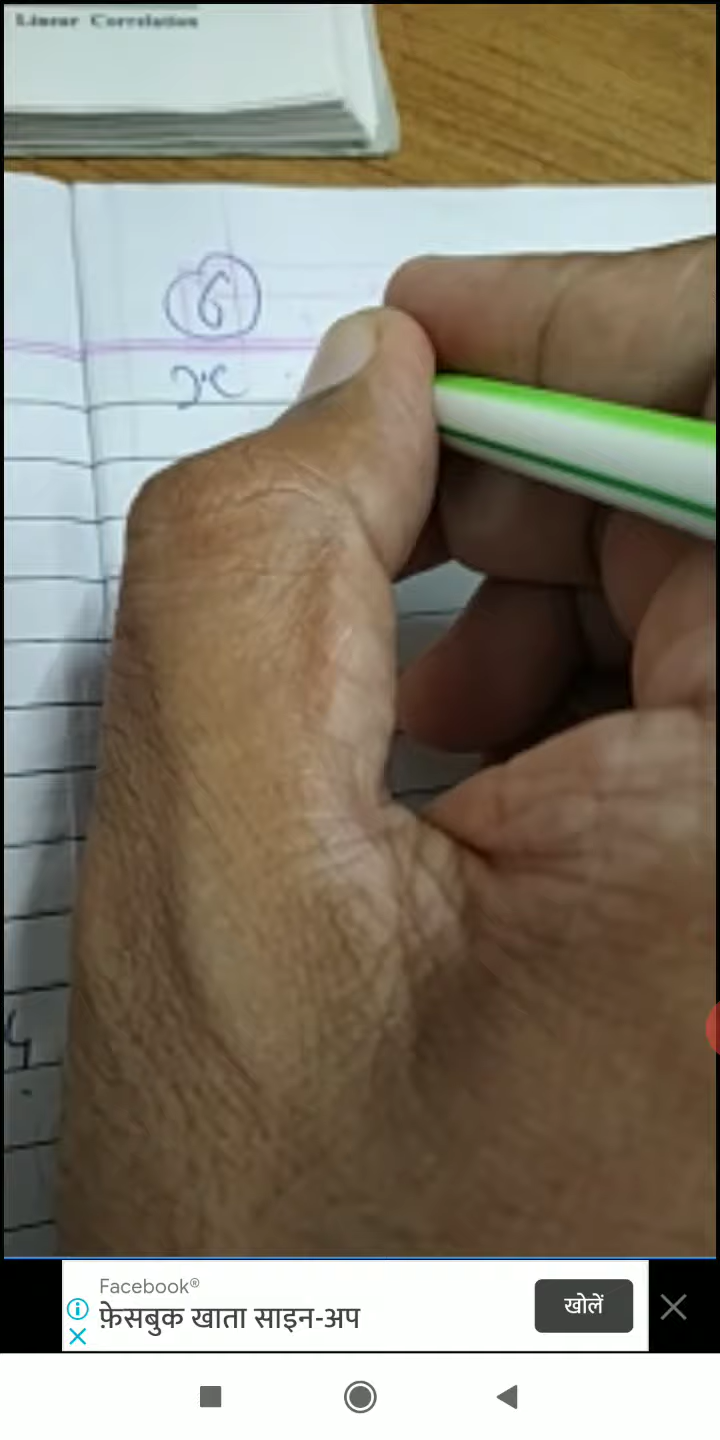 Linear Correlation
6
x
Facebook®
फ़ेसबुक खाता साइन-अप
खोलें